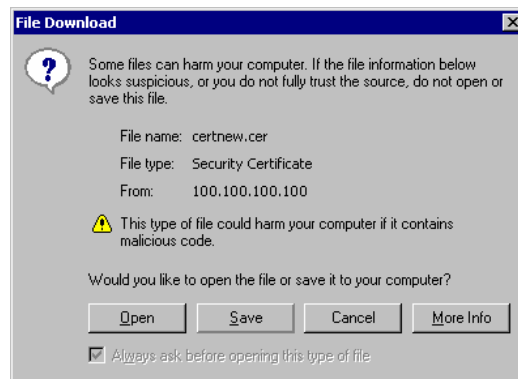 File Download
Some files can harm your computer. If the file information below
looks suspicious, or you do not fully trust the source, do not open or
save this file.
File name: certnew.cer
File type: Security Certificate
From: 100.100.100.100
This type of file could harm your computer if it contains
malicious code.
Would you like to open the file or save it to your computer?
Open Save Cancel More Info
Always ask before opening this type of file